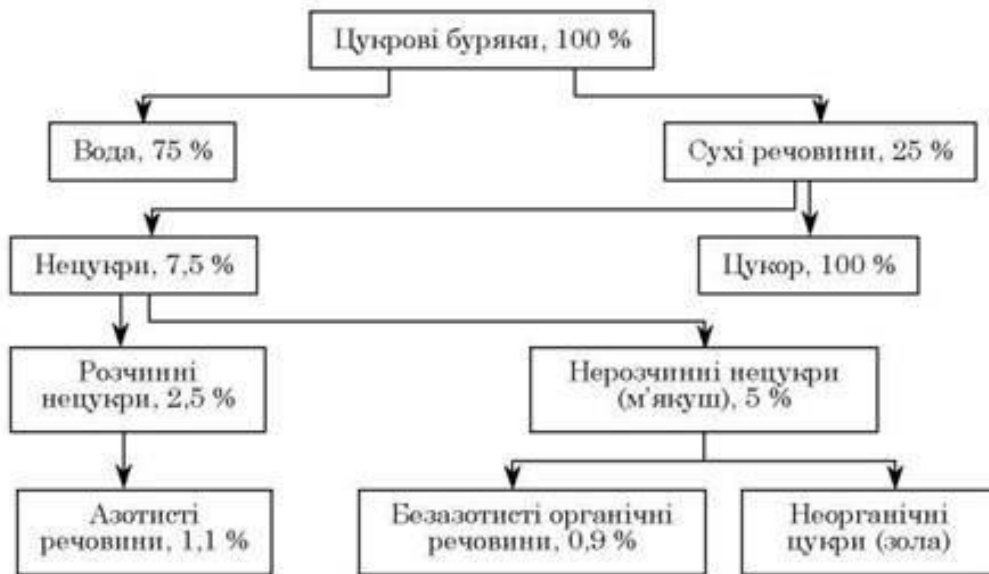 Цукрові буряки, 100 %
Вода, 75 %
Сухі речовини, 25 %
Нецукри, 7,5 %
Цукор, 100 %
Розчинні
нецукри, 2,5 %
Нерозчинні нецукри
(м’якуш), 5 %
Азотисті
речовини, 1,1 %
Безазотисті органічні
речовини, 0,9 %
Неорганічні
цукри (зола)